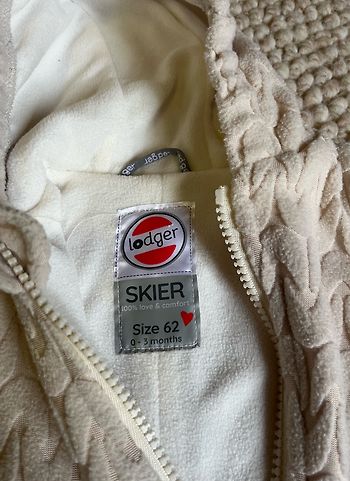 lodger
SKIER
100% love & comfort
Size 62
0 - 3 months